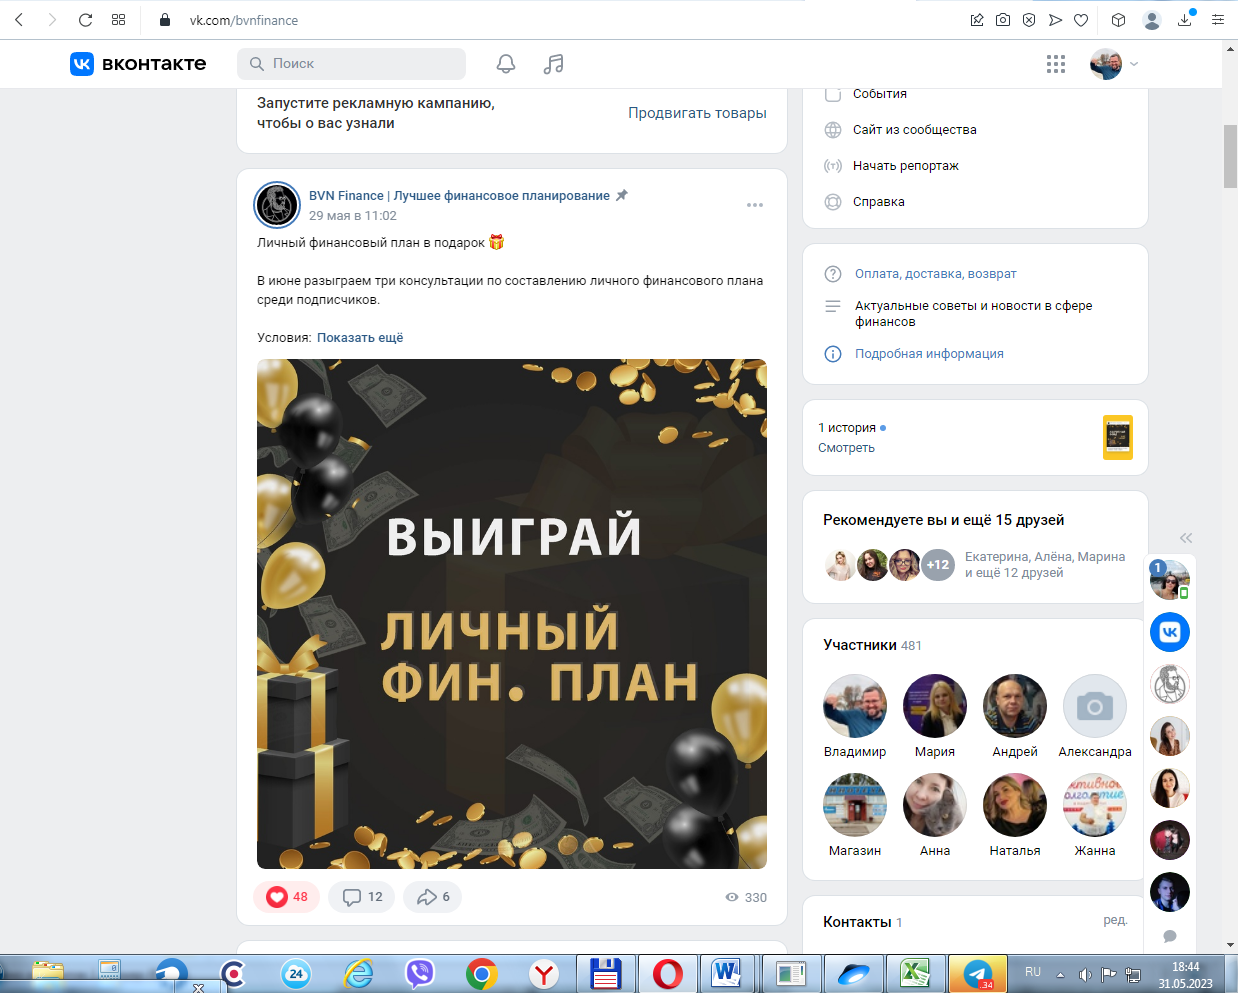 vk.com/bvnfinance
вконтакте
Поиск
Запустите рекламную кампанию,
чтобы о вас узнали
Продвигать товары
BVN Finance | Лучшее финансовое планирование
29 мая в 11:02
Личный финансовый план в подарок
В июне разыграем три консультации по составлению личного финансового плана
среди подписчиков.
Условия: Показать ещё
ВЫИГРАЙ
ЛИЧНЫЙ
ФИН. ПЛАН
48
12
6
330
События
Сайт из сообщества
Начать репортаж
Справка
Оплата, доставка, возврат
Актуальные советы и новости в сфере
финансов
Подробная информация
1 история
Смотреть
Рекомендуете вы и ещё 15 друзей
+12
Екатерина, Алёна, Марина
и ещё 12 друзей
Участники 481
Владимир
Мария
Андрей
Александра
Магазин
Анна
Наталья
Жанна
Контакты 1
ред.
1
24
.34
RU
18:44
31.05.2023